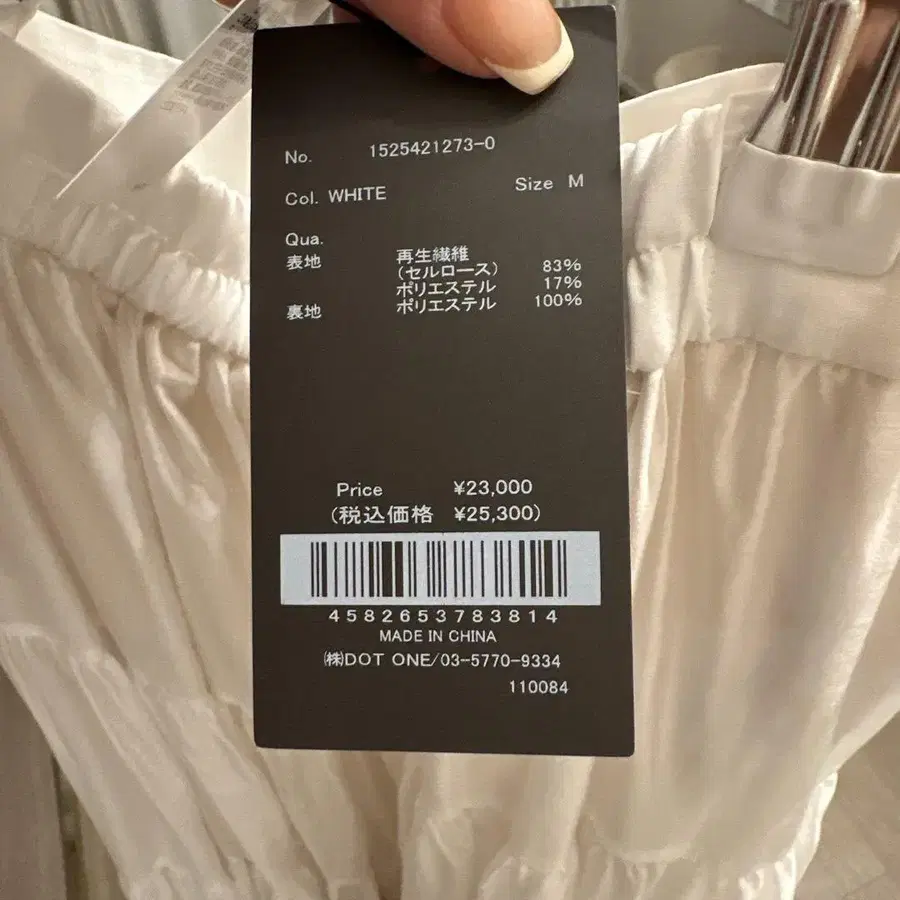 No. 1525421273-0
Col. WHITE Size M
Qua.
表地 再生繊維
(セルロース) 83%
ポリエステル 17%
裏地 ポリエステル 100%
Price ¥23,000
(税込価格 ¥25,300)
4582653783814
MADE IN CHINA
㈱DOT ONE/03-5770-9334
110084